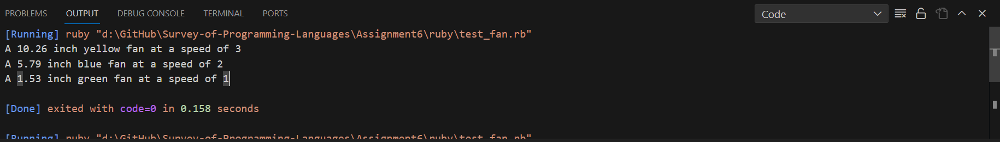 PROBLEMS OUTPUT DEBUG CONSOLE TERMINAL PORTS Code
[Running] ruby "d:\GitHub\Survey-of-Programming-Languages\Assignment6\ruby\test_fan.rb"
A 10.26 inch yellow fan at a speed of 3
A 5.79 inch blue fan at a speed of 2
A 1.53 inch green fan at a speed of 1
[Done] exited with code=0 in 0.158 seconds
[Running] ruby "d:\GitHub\Survey-of-Programming-Languages\Assignment6\ruby\test_fan.rb"